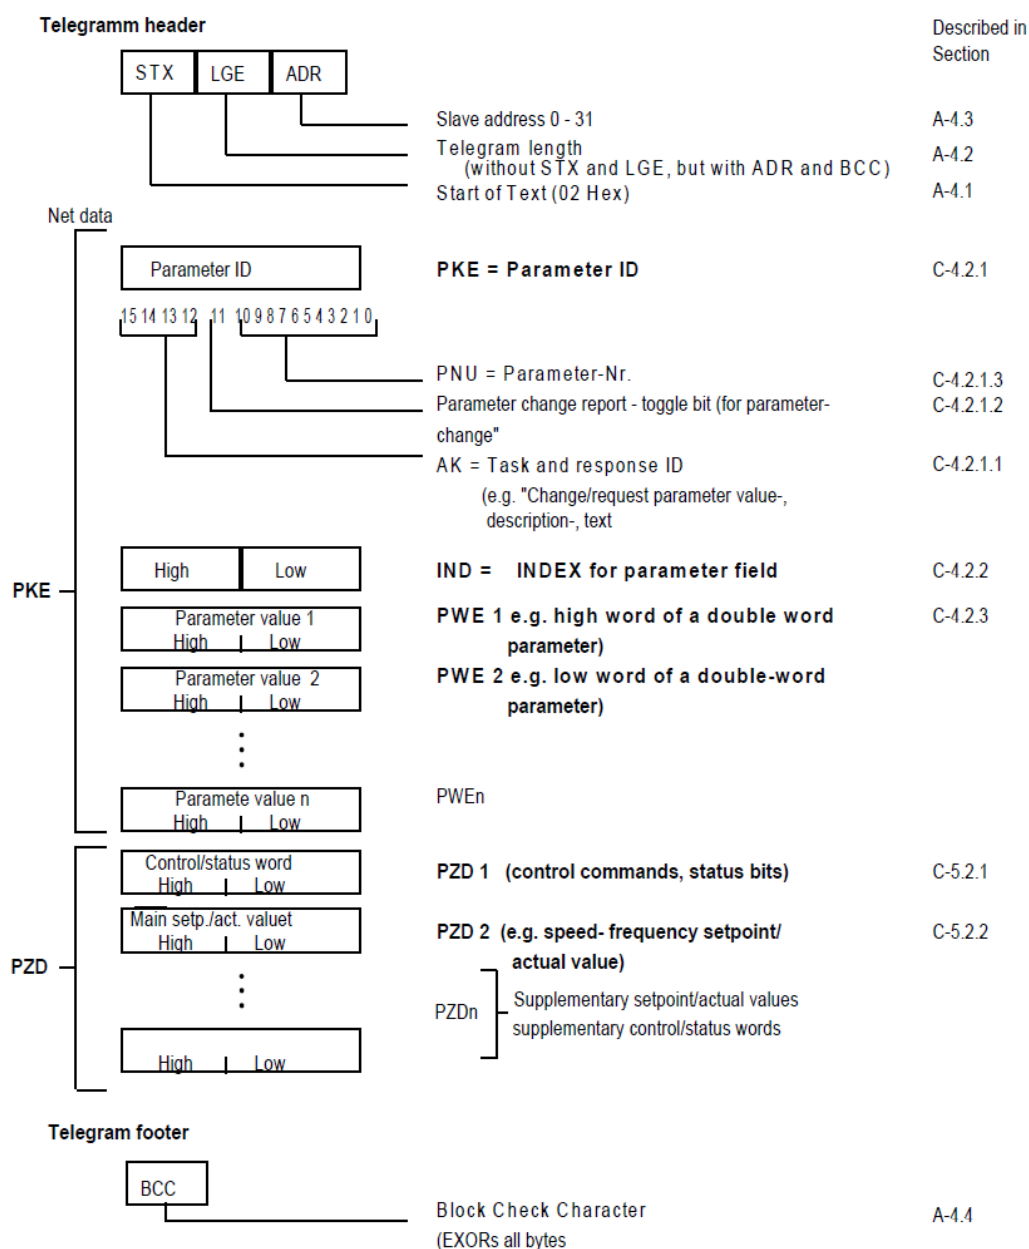 Telegramm header
Described in
Section
STX LGE ADR
Slave address 0 - 31 A-4.3
Telegram length A-4.2
(without STX and LGE, but with ADR and BCC)
Start of Text (02 Hex) A-4.1
Net data
Parameter ID PKE = Parameter ID C-4.2.1
15 14 13 12 11 10 9 8 7 6 5 4 3 2 1 0
PNU = Parameter-Nr. C-4.2.1.3
Parameter change report - toggle bit (for parameter- C-4.2.1.2
change"
AK = Task and response ID C-4.2.1.1
(e.g. "Change/request parameter value-,
description-, text
High Low IND = INDEX for parameter field C-4.2.2
PKE
Parameter value 1 PWE 1 e.g. high word of a double word C-4.2.3
High Low parameter)
Parameter value 2 PWE 2 e.g. low word of a double-word
High Low parameter)
Paramete value n PWEn
High Low
Control/status word PZD 1 (control commands, status bits) C-5.2.1
High Low
Main setp./act. valuet PZD 2 (e.g. speed- frequency setpoint/ C-5.2.2
High Low actual value)
PZD
PZDn Supplementary setpoint/actual values
supplementary control/status words
High Low
Telegram footer
BCC
Block Check Character A-4.4
(EXORs all bytes